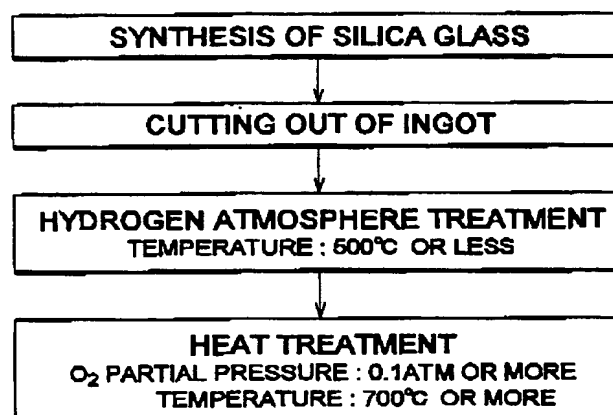 SYNTHESIS OF SILICA GLASS
CUTTING OUT OF INGOT
HYDROGEN ATMOSPHERE TREATMENT
TEMPERATURE : 500°C OR LESS
HEAT TREATMENT
O₂ PARTIAL PRESSURE : 0.1ATM OR MORE
TEMPERATURE : 700°C OR MORE